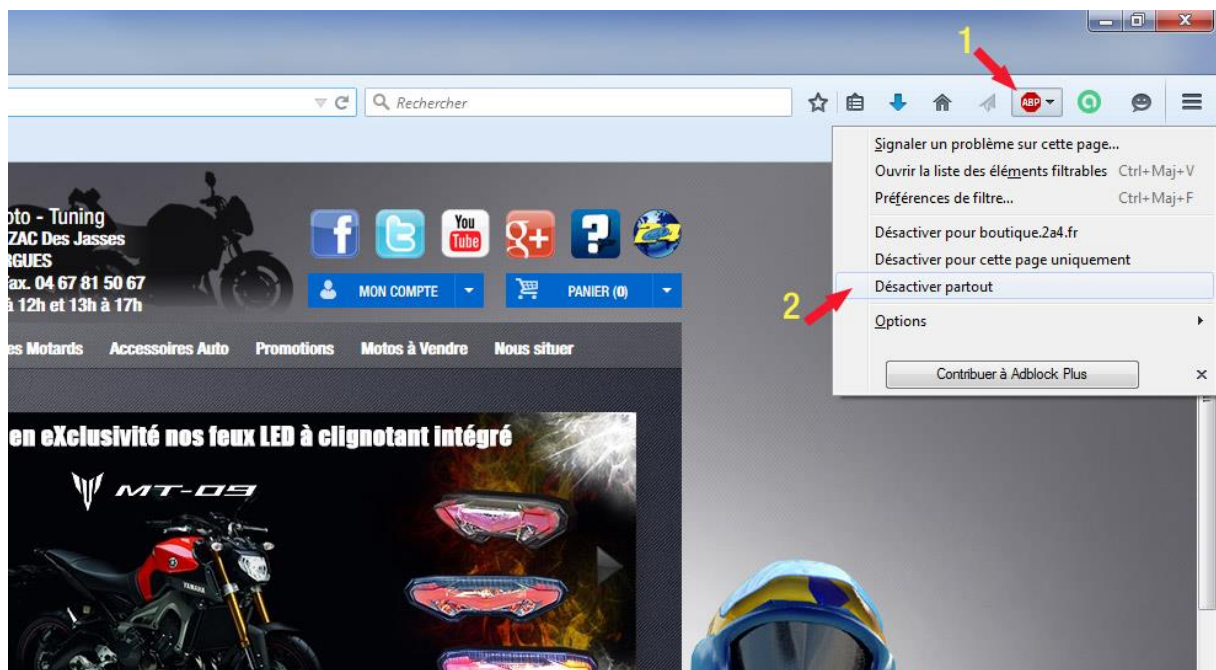 1
Rechercher
ABP
Signaler un problème sur cette page...
Ouvrir la liste des éléments filtrables Ctrl+Maj+V
Préférences de filtre... Ctrl+Maj+F
Désactiver pour boutique.2a4.fr
Désactiver pour cette page uniquement
Désactiver partout
2
Options
Contribuer à Adblock Plus
oto - Tuning
ZAC Des Jasses
RGUES
ax. 04 67 81 50 67
à 12h et 13h à 17h
f
You
Tube
g+
?
MON COMPTE
PANIER (0)
es Motards Accessoires Auto Promotions Motos à Vendre Nous situer
en eXclusivité nos feux LED à clignotant intégré
MT-09
YAMAHA